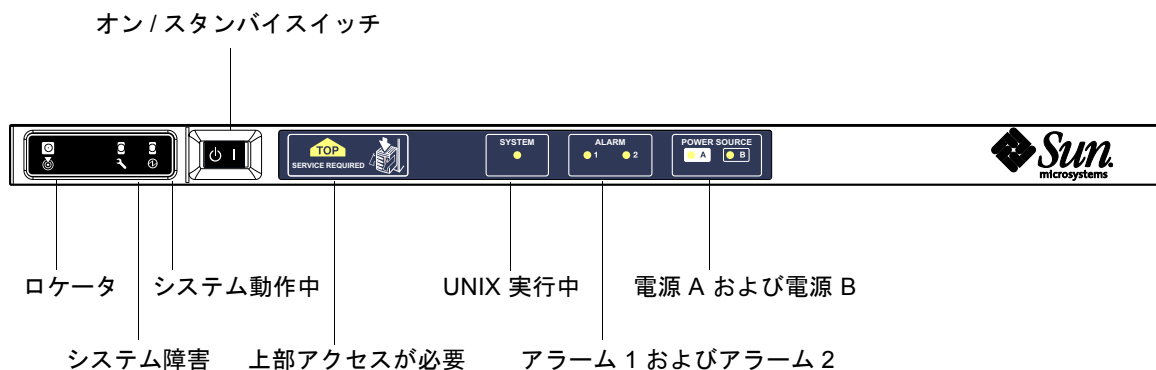 オン / スタンバイスイッチ
TOP
SERVICE REQUIRED
SYSTEM
ALARM
1 2
POWER SOURCE
A B
Sun.
microsystems
ロケータ システム動作中 UNIX 実行中 電源 A および電源 B
システム障害 上部アクセスが必要 アラーム 1 およびアラーム 2